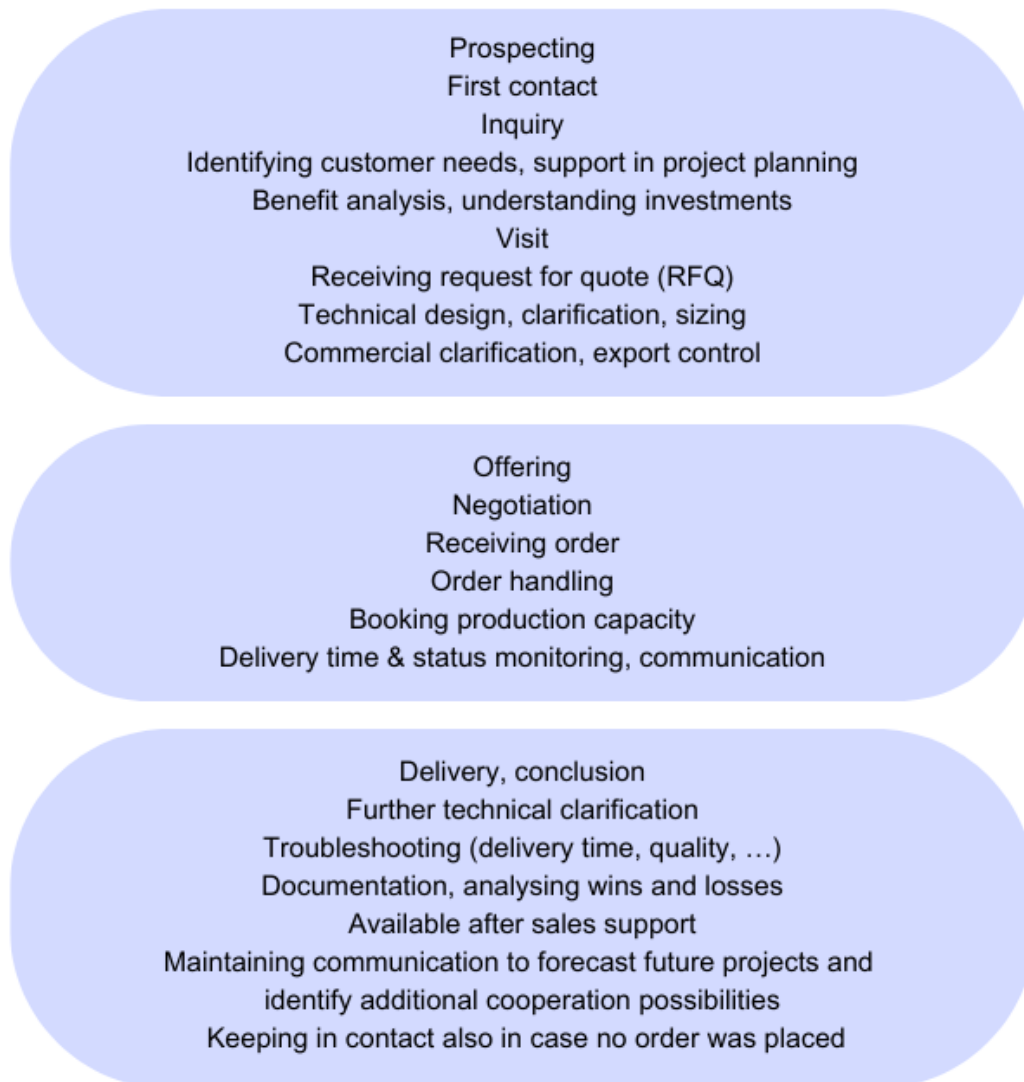 Prospecting
First contact
Inquiry
Identifying customer needs, support in project planning
Benefit analysis, understanding investments
Visit
Receiving request for quote (RFQ)
Technical design, clarification, sizing
Commercial clarification, export control
Offering
Negotiation
Receiving order
Order handling
Booking production capacity
Delivery time & status monitoring, communication
Delivery, conclusion
Further technical clarification
Troubleshooting (delivery time, quality, …)
Documentation, analysing wins and losses
Available after sales support
Maintaining communication to forecast future projects and
identify additional cooperation possibilities
Keeping in contact also in case no order was placed